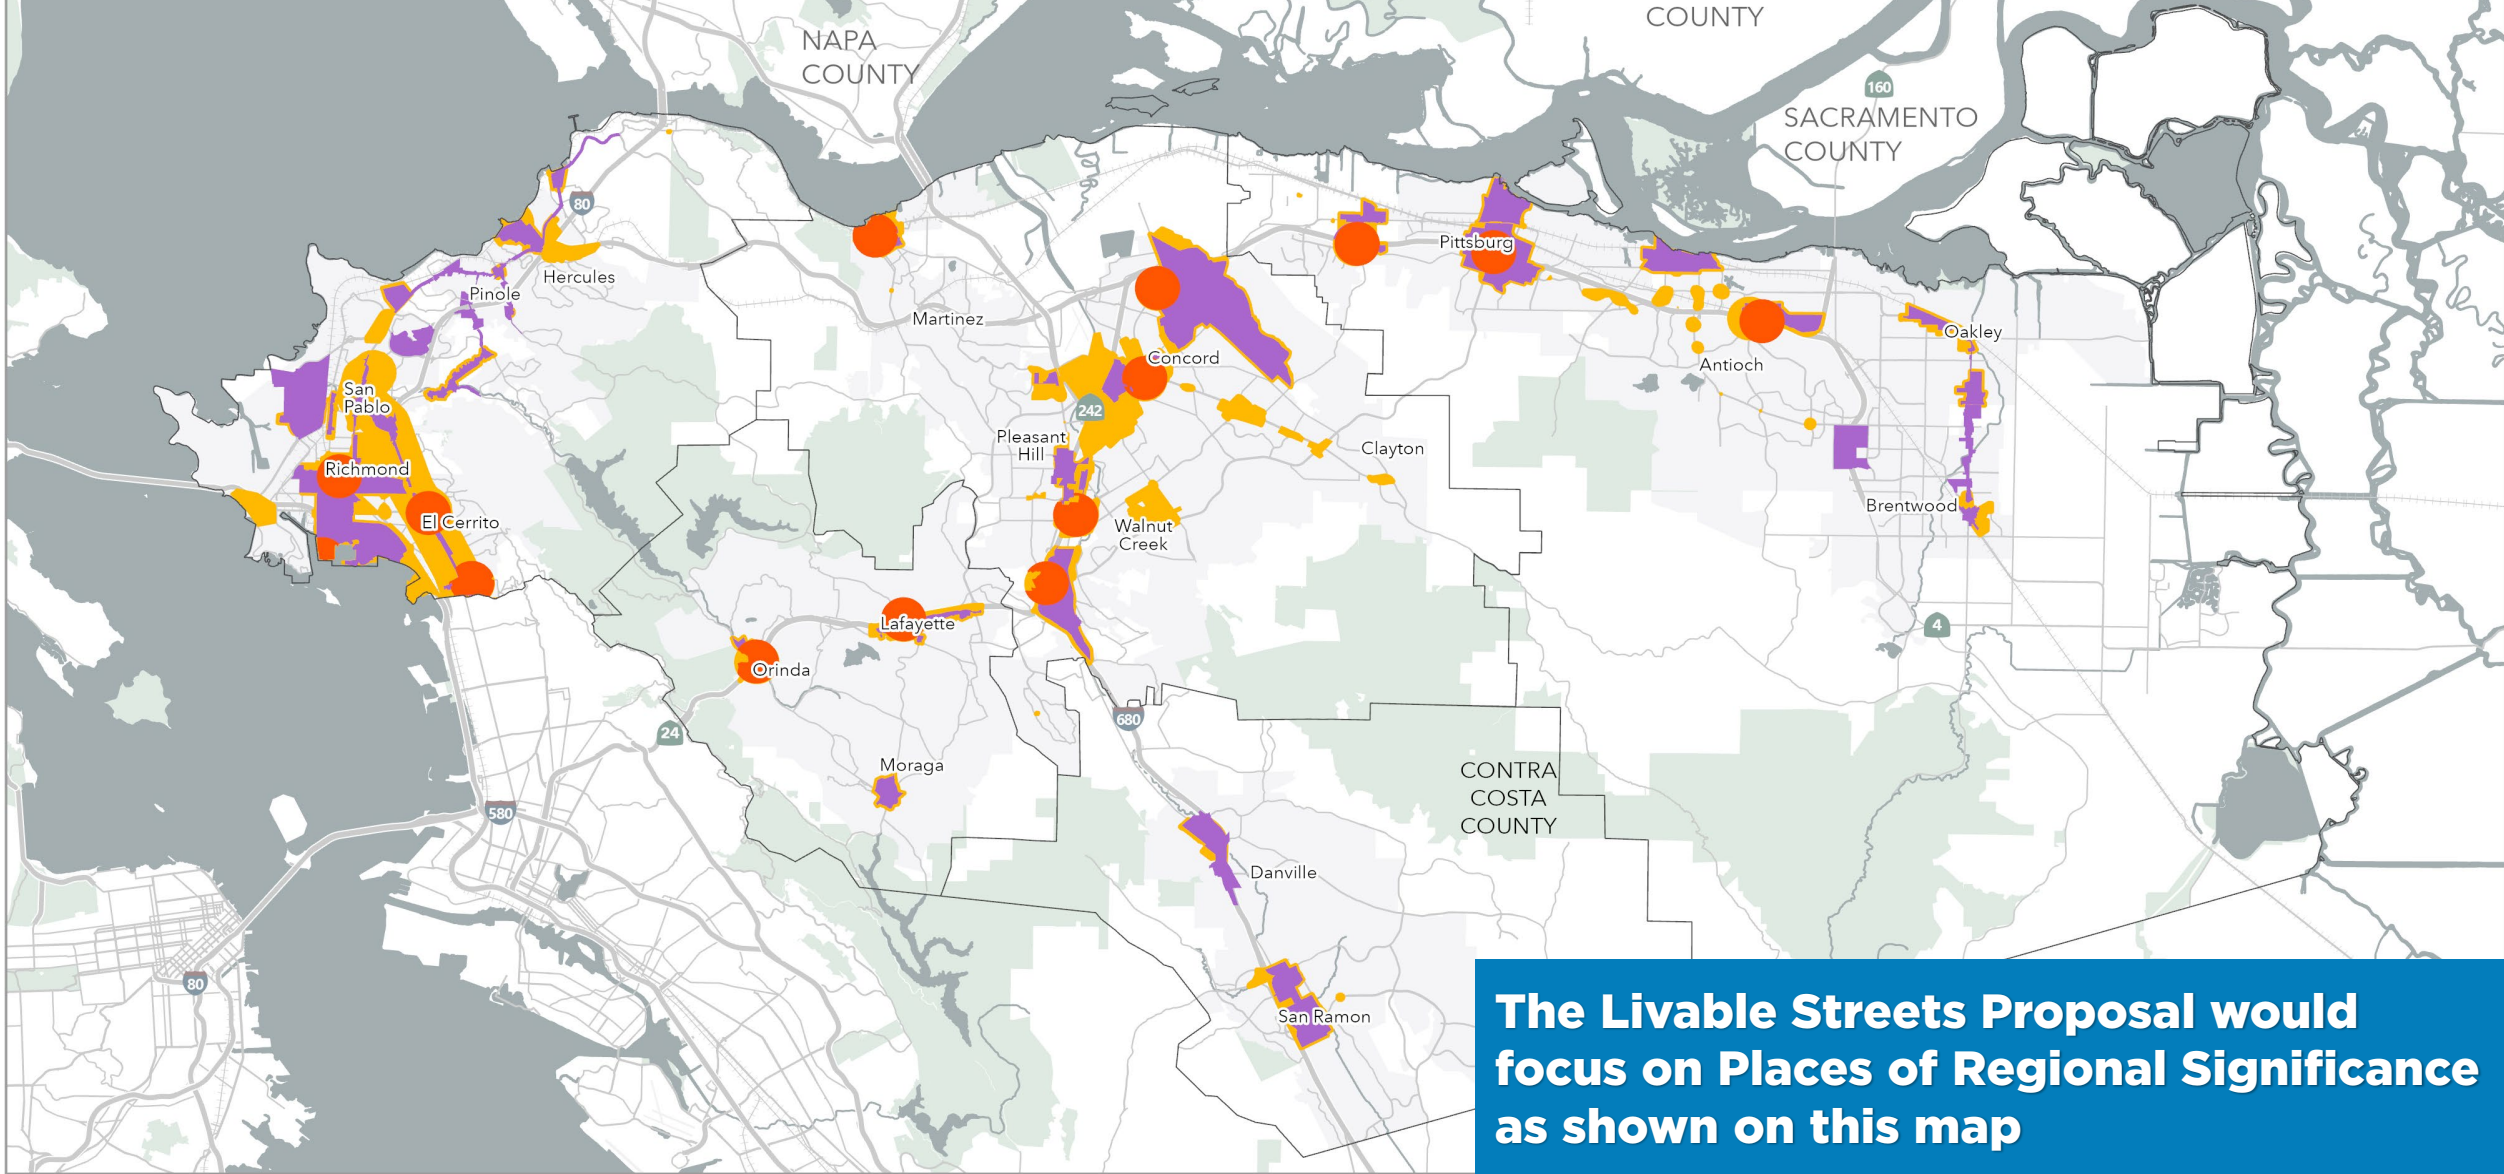 COUNTY
NAPA
COUNTY
160
SACRAMENTO
COUNTY
80
Hercules
Pinole
Martinez
Pittsburg
Oakley
Antioch
Concord
San
Pablo
242
Pleasant
Hill
Clayton
Richmond
El Cerrito
Walnut
Creek
Brentwood
Lafayette
4
Orinda
680
24
Moraga
CONTRA
COSTA
COUNTY
580
Danville
80
San Ramon
The Livable Streets Proposal would
focus on Places of Regional Significance
as shown on this map